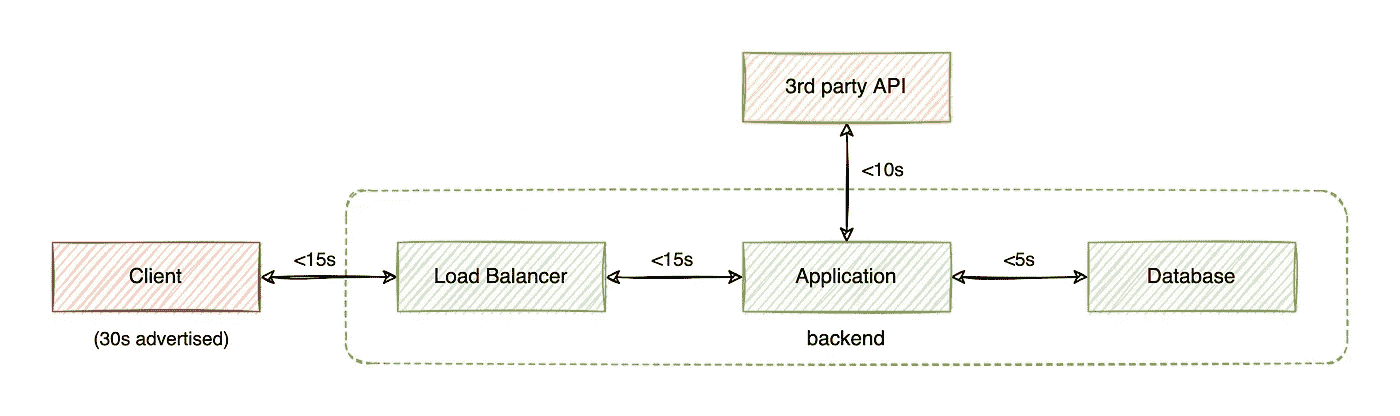 3rd party API
<10s
Client
<15s
Load Balancer
<15s
Application
<5s
Database
(30s advertised)
backend